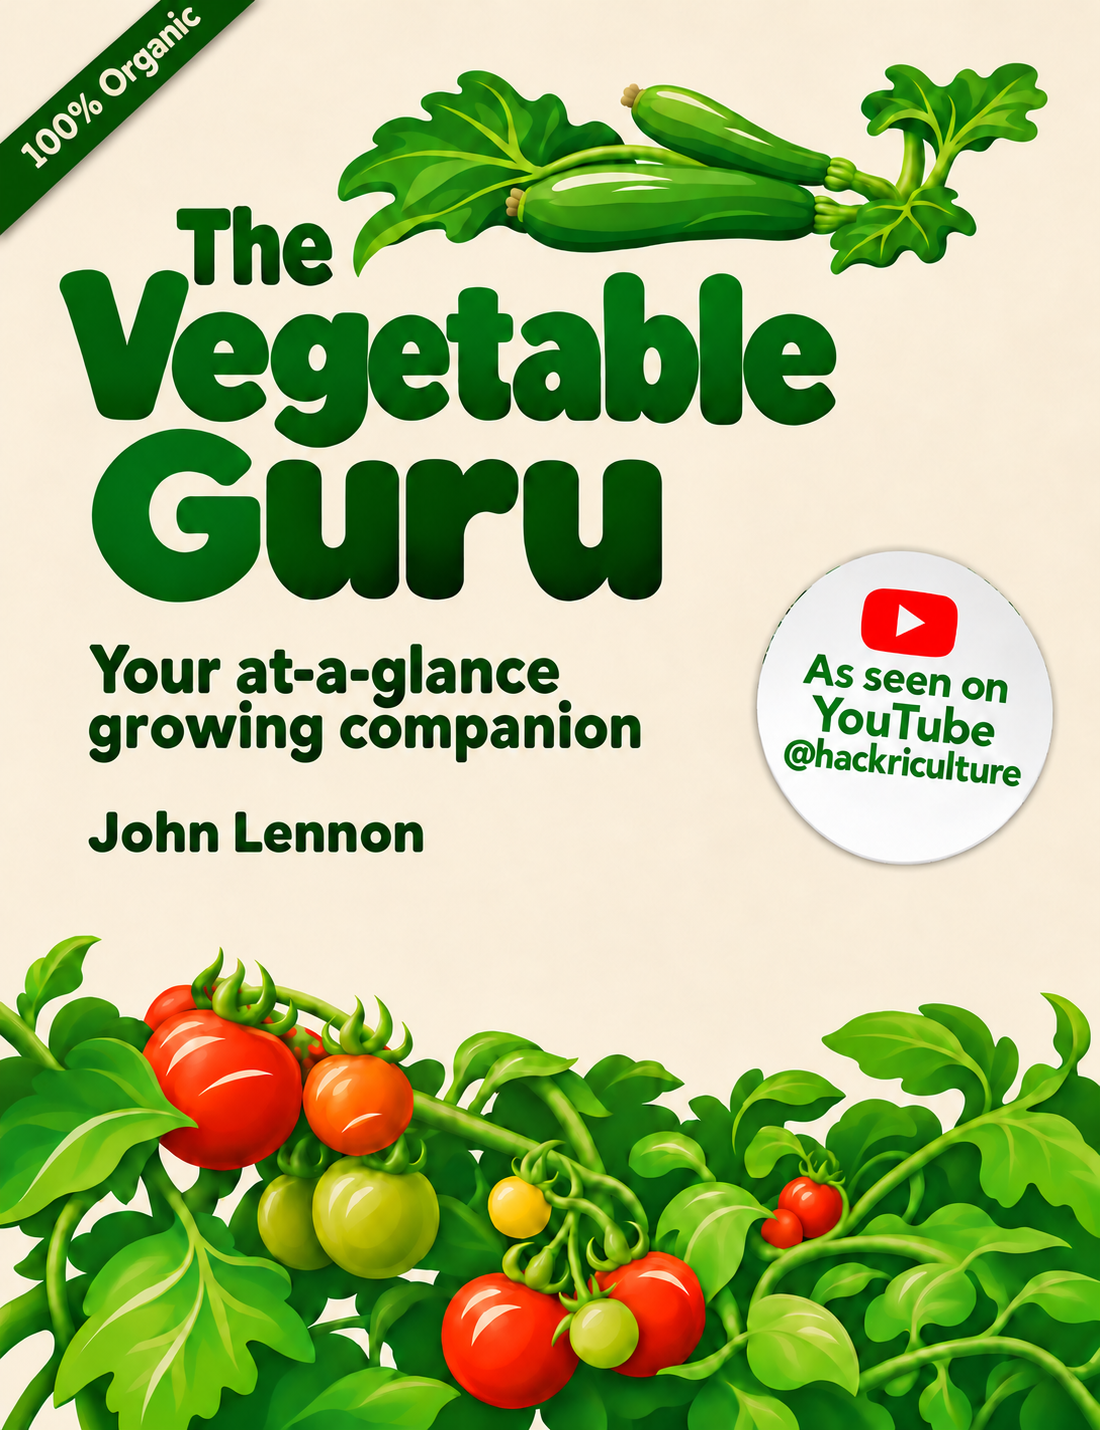 100% Organic
The
Vegetable
Guru
Your at-a-glance
growing companion
John Lennon
As seen on
YouTube
@hackriculture